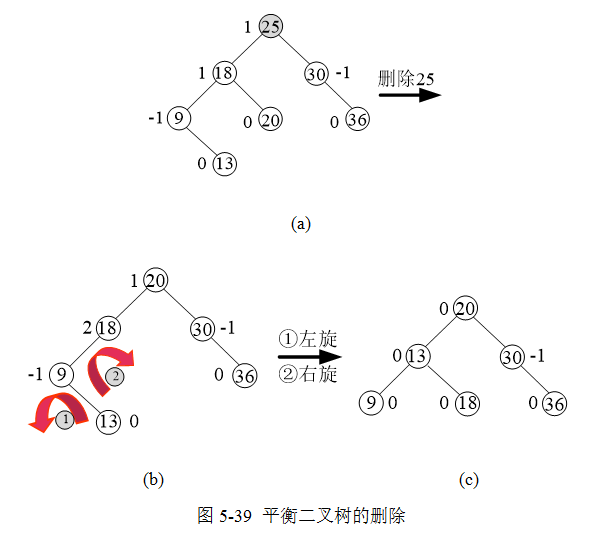 1 25
1 18 30 -1
删除25
-1 9 0 20 0 36
0 13
(a)
1 20
2 18 30 -1
①左旋
②右旋
-1 9 2 0 36
1 13 0
(b)
0 20
0 13 30 -1
9 0 0 18 0 36
(c)
图 5-39 平衡二叉树的删除